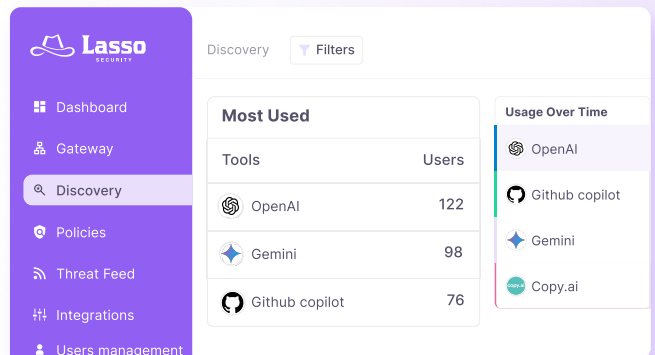 Lasso
SECURITY
Dashboard
Gateway
Discovery
Policies
Threat Feed
Integrations
Users management
Discovery
Filters
Most Used
Tools Users
OpenAI 122
Gemini 98
Github copilot 76
Usage Over Time
OpenAI
Github copilot
Gemini
copy.ai
Copy.ai